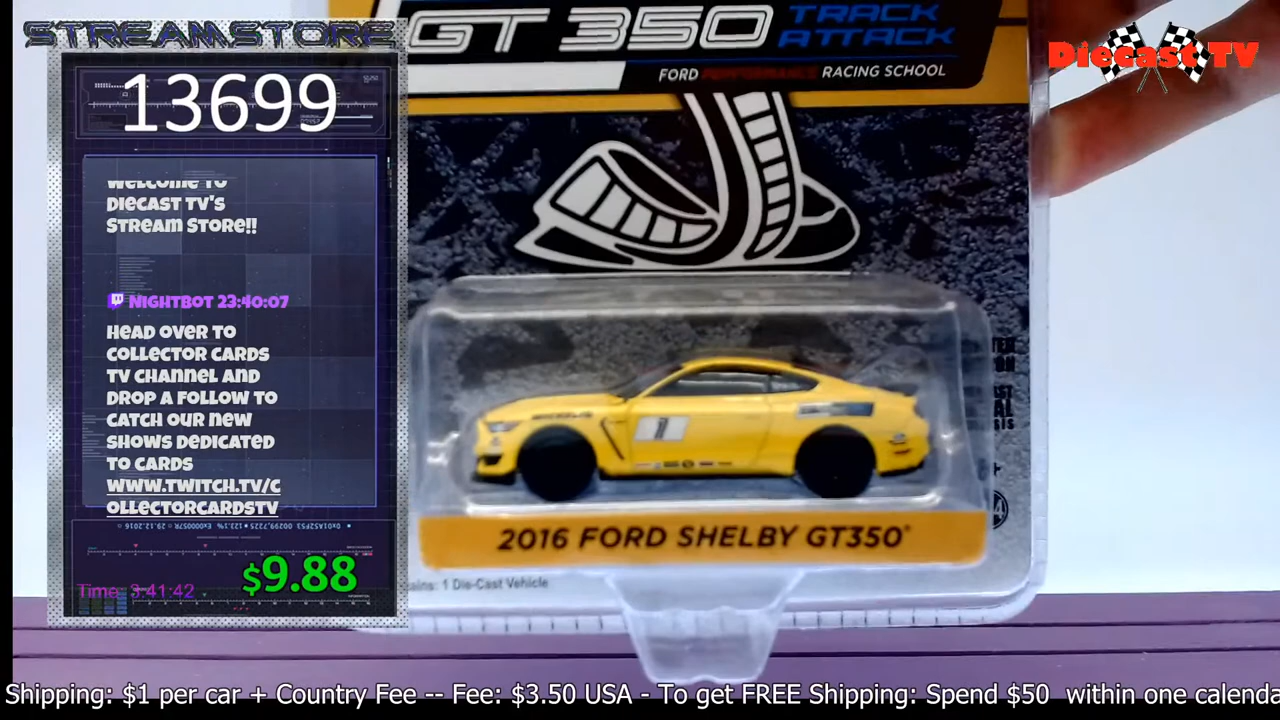 STREAMSTORE
13699
WELCOME TO
DIECAST TV'S
STREAM STORE!!
NIGHTBOT 23:40:07
HEAD OVER TO
COLLECTOR CARDS
TV CHANNEL AND
DROP A FOLLOW TO
CATCH OUR NEW
SHOWS DEDICATED
TO CARDS
WWW.TWITCH.TV/C
OLLECTORCARDSTV
Time: 3:41:42
$9.88
GT 350 TRACK
ATTACK
FORD PERFORMANCE RACING SCHOOL
Diecast TV
1
2016 FORD SHELBY GT350
1 Die-Cast Vehicle
Shipping: $1 per car + Country Fee -- Fee: $3.50 USA - To get FREE Shipping: Spend $50 within one calenda